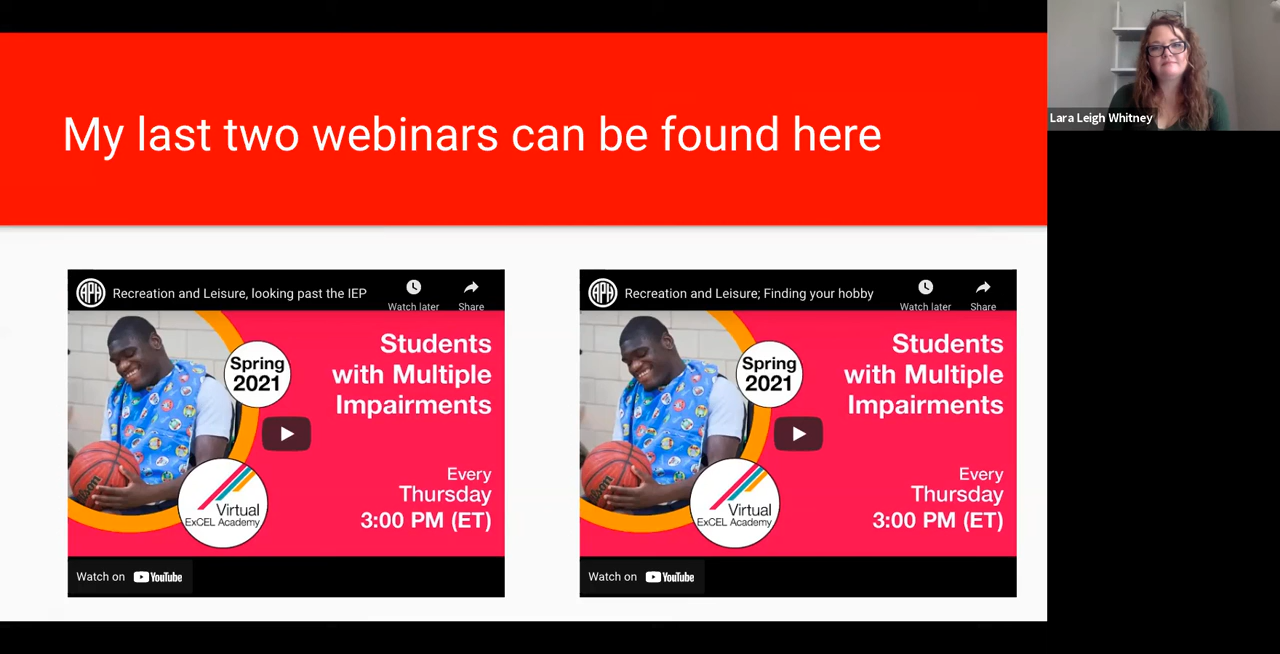 My last two webinars can be found here
Lara Leigh Whitney
APH
Recreation and Leisure, looking past the IEP
Watch later
Share
Spring
2021
Students
with Multiple
Impairments
Virtual
ExCEL Academy
Every
Thursday
3:00 PM (ET)
Watch on YouTube
APH
Recreation and Leisure; Finding your hobby
Watch later
Share
Spring
2021
Students
with Multiple
Impairments
Virtual
ExCEL Academy
Every
Thursday
3:00 PM (ET)
Watch on YouTube